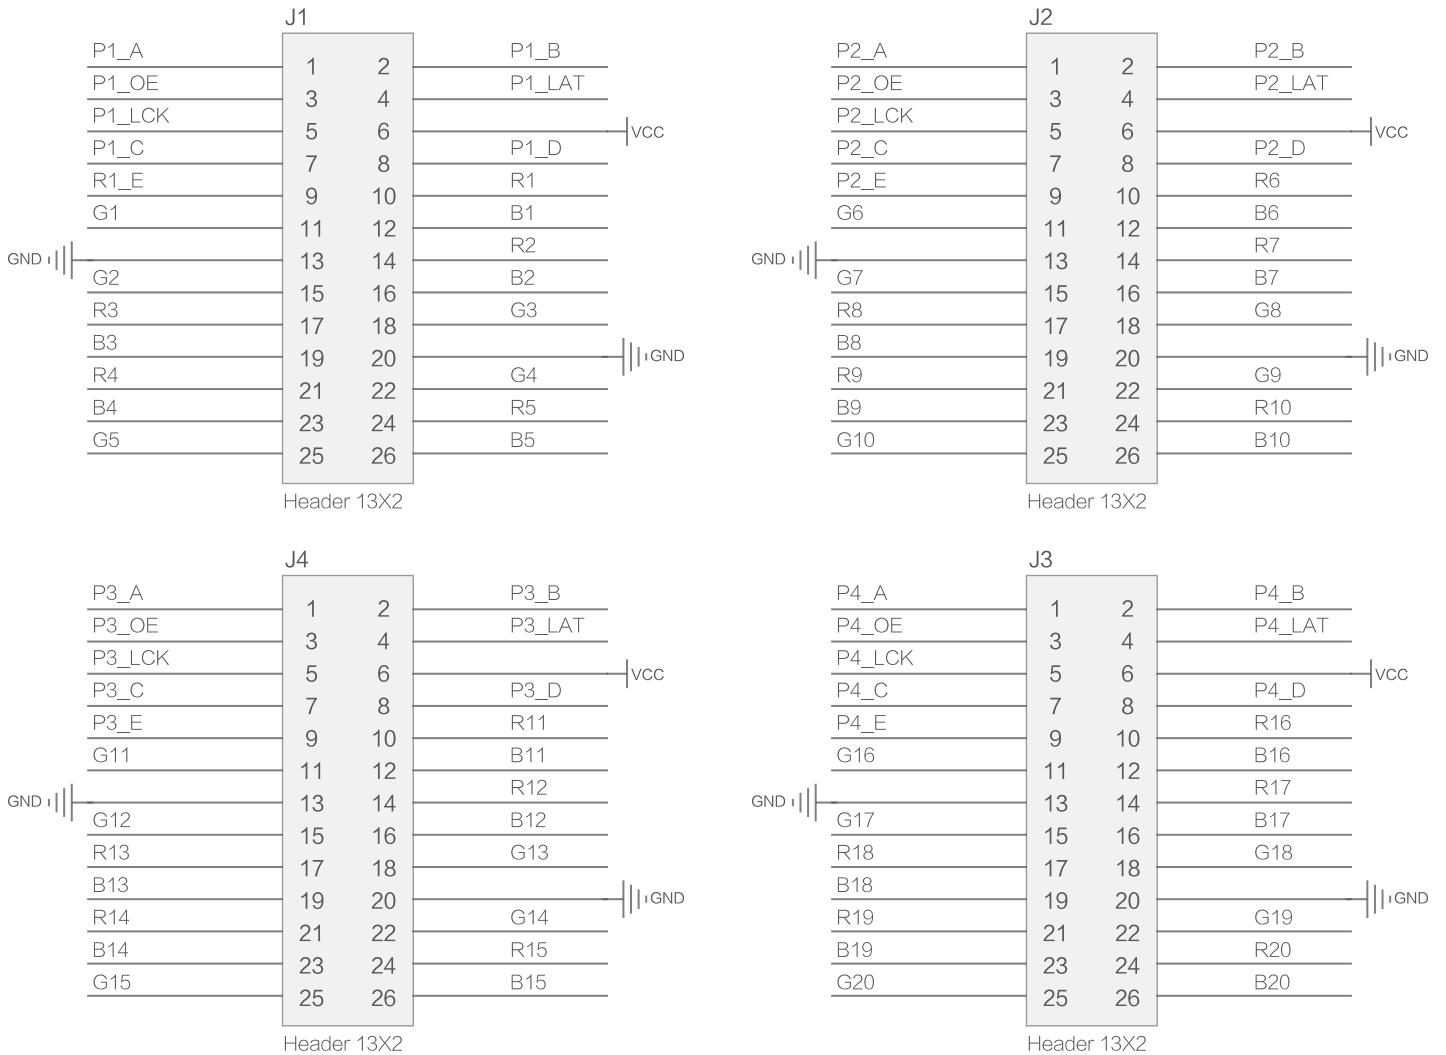 J1
P1_A 1 2 P1_B
P1_OE 3 4 P1_LAT
P1_LCK 5 6 VCC
P1_C 7 8 P1_D
R1_E 9 10 R1
G1 11 12 B1
GND 13 14 R2
G2 15 16 B2
R3 17 18 G3
B3 19 20 GND
R4 21 22 G4
B4 23 24 R5
G5 25 26 B5
Header 13X2
J2
P2_A 1 2 P2_B
P2_OE 3 4 P2_LAT
P2_LCK 5 6 VCC
P2_C 7 8 P2_D
P2_E 9 10 R6
G6 11 12 B6
GND 13 14 R7
G7 15 16 B7
R8 17 18 G8
B8 19 20 GND
R9 21 22 G9
B9 23 24 R10
G10 25 26 B10
Header 13X2
J4
P3_A 1 2 P3_B
P3_OE 3 4 P3_LAT
P3_LCK 5 6 VCC
P3_C 7 8 P3_D
P3_E 9 10 R11
G11 11 12 B11
GND 13 14 R12
G12 15 16 B12
R13 17 18 G13
B13 19 20 GND
R14 21 22 G14
B14 23 24 R15
G15 25 26 B15
Header 13X2
J3
P4_A 1 2 P4_B
P4_OE 3 4 P4_LAT
P4_LCK 5 6 VCC
P4_C 7 8 P4_D
P4_E 9 10 R16
G16 11 12 B16
GND 13 14 R17
G17 15 16 B17
R18 17 18 G18
B18 19 20 GND
R19 21 22 G19
B19 23 24 R20
G20 25 26 B20
Header 13X2